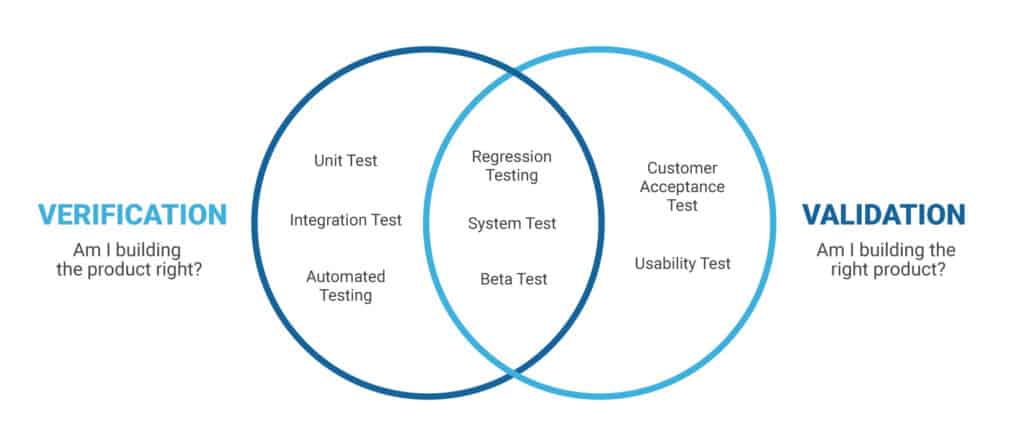 VERIFICATION
Am I building
the product right?
Unit Test
Integration Test
Automated
Testing
Regression
Testing
System Test
Beta Test
Customer
Acceptance
Test
Usability Test
VALIDATION
Am I building the
right product?